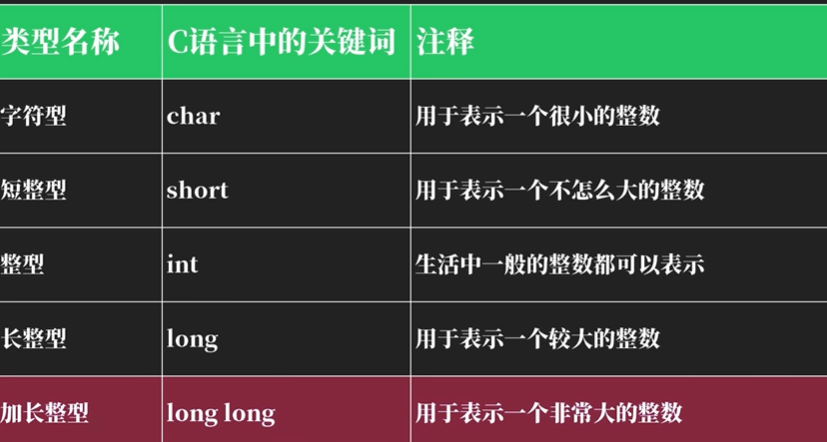 类型名称 C语言中的关键词 注释
字符型 char 用于表示一个很小的整数
短整型 short 用于表示一个不怎么大的整数
整型 int 生活中一般的整数都可以表示
长整型 long 用于表示一个较大的整数
加长整型 long long 用于表示一个非常大的整数